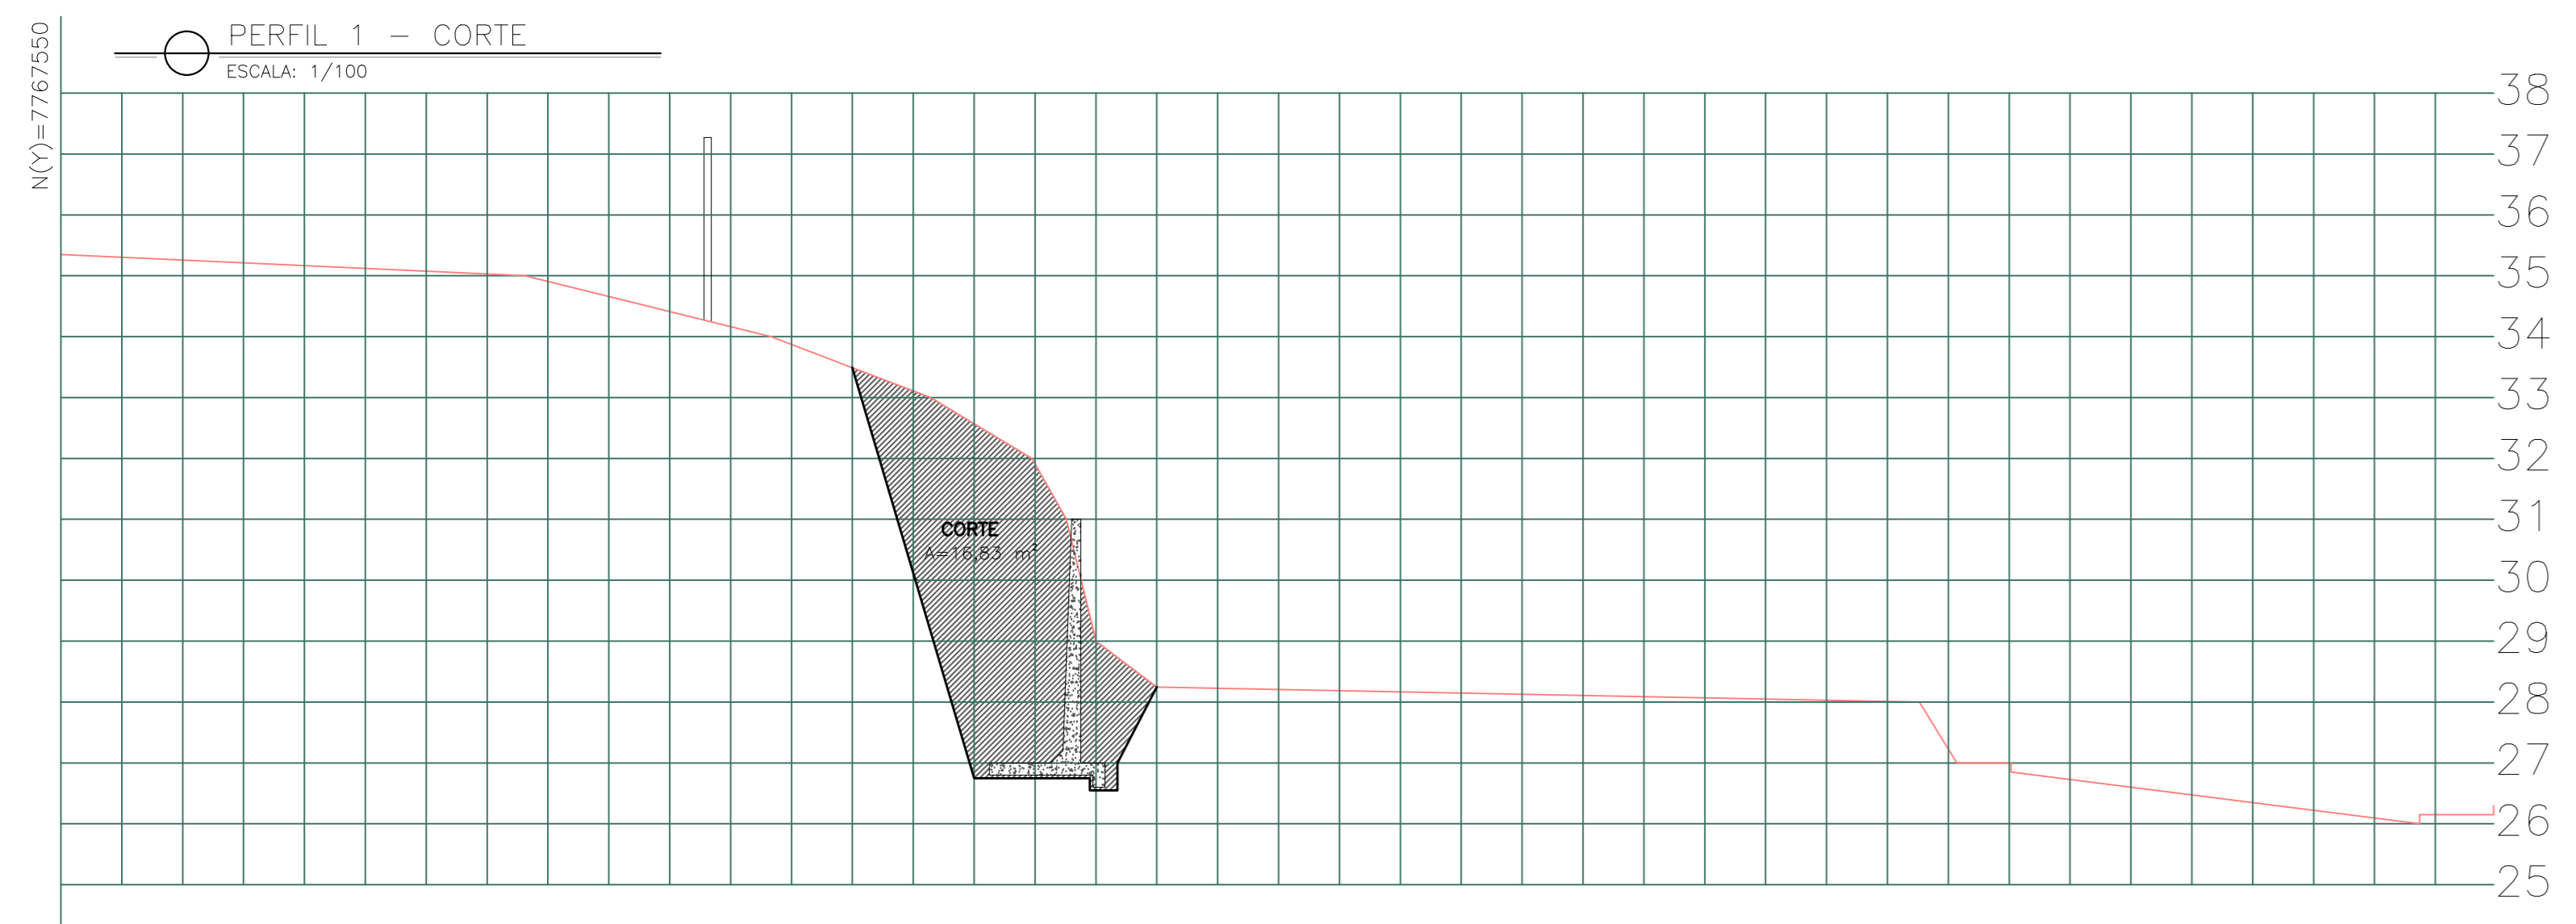 N(Y)=7767550
PERFIL 1 - CORTE
ESCALA: 1/100
38
37
36
35
34
33
32
31
CORTE
A=16,83 m²
30
29
28
27
26
25